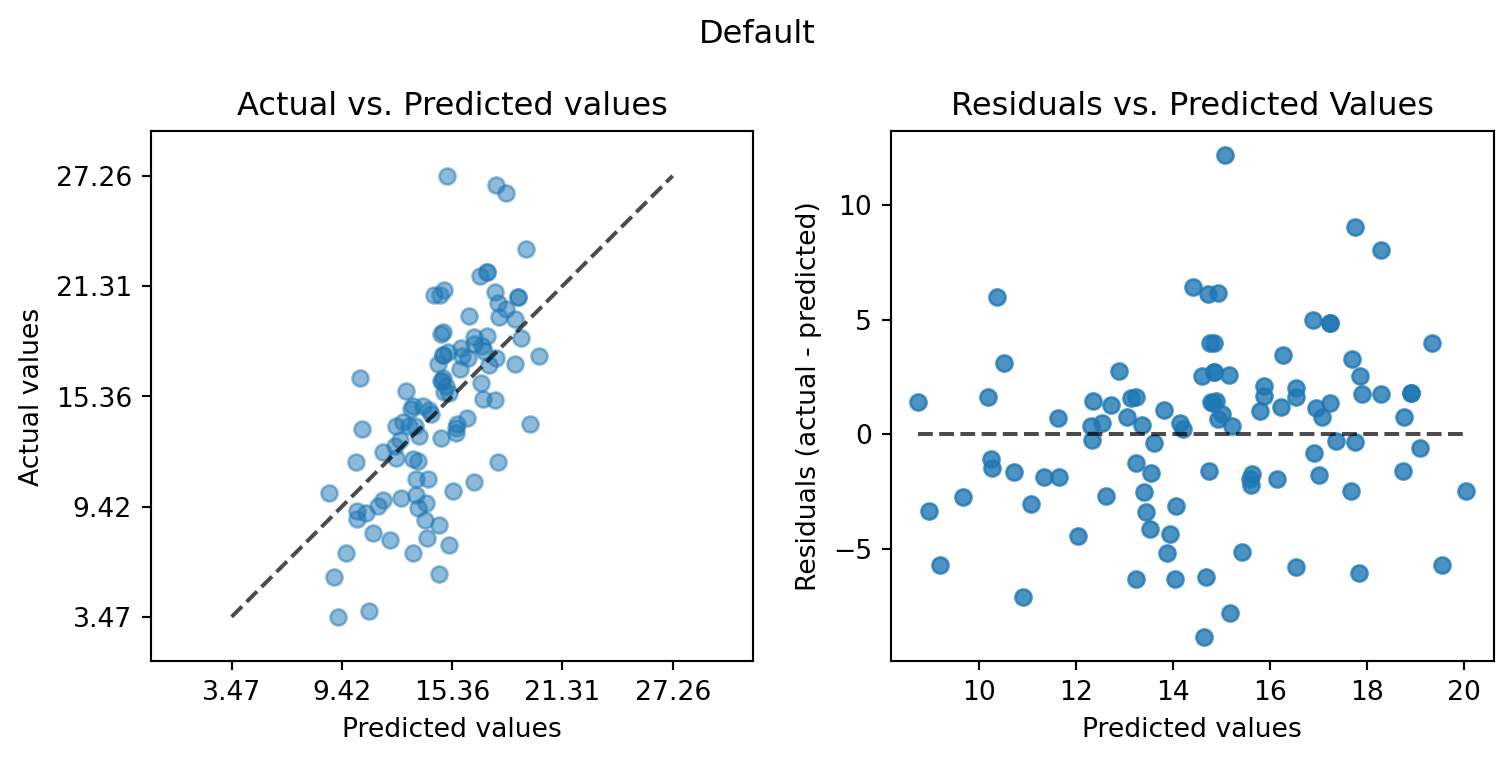 Default
Actual vs. Predicted values
27.26
21.31
15.36
9.42
3.47
Actual values
3.47 9.42 15.36 21.31 27.26
Predicted values
Residuals vs. Predicted Values
10
5
0
−5
Residuals (actual - predicted)
10 12 14 16 18 20
Predicted values